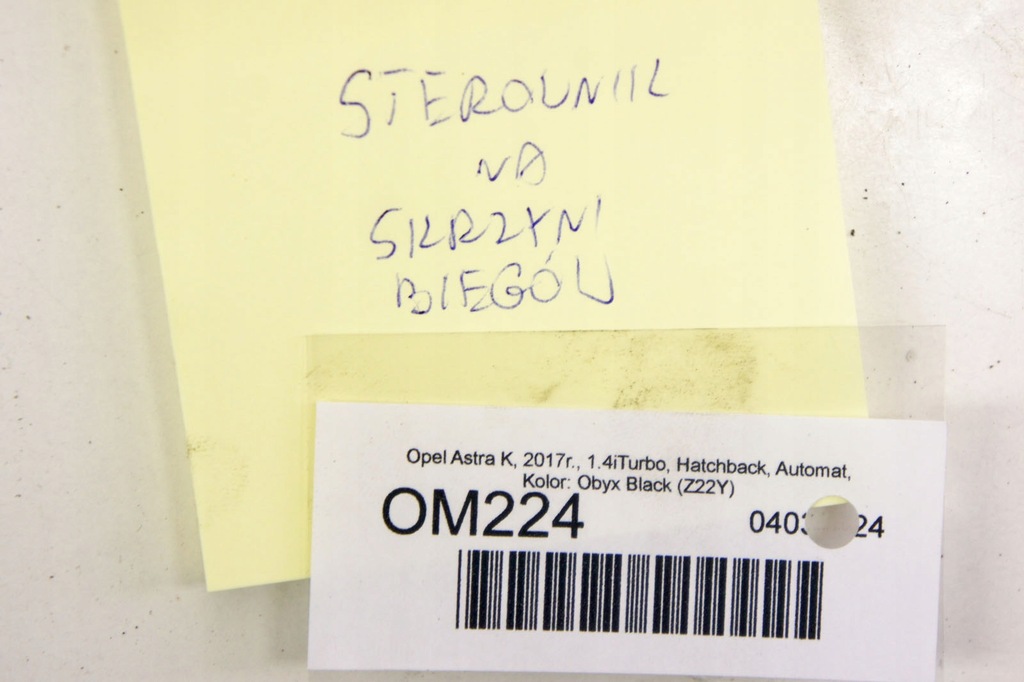 STEROWNIK
NA
SKRZYNI
BIEGÓW
Opel Astra K, 2017r., 1.4iTurbo, Hatchback, Automat,
Kolor: Obyx Black (Z22Y)
OM224